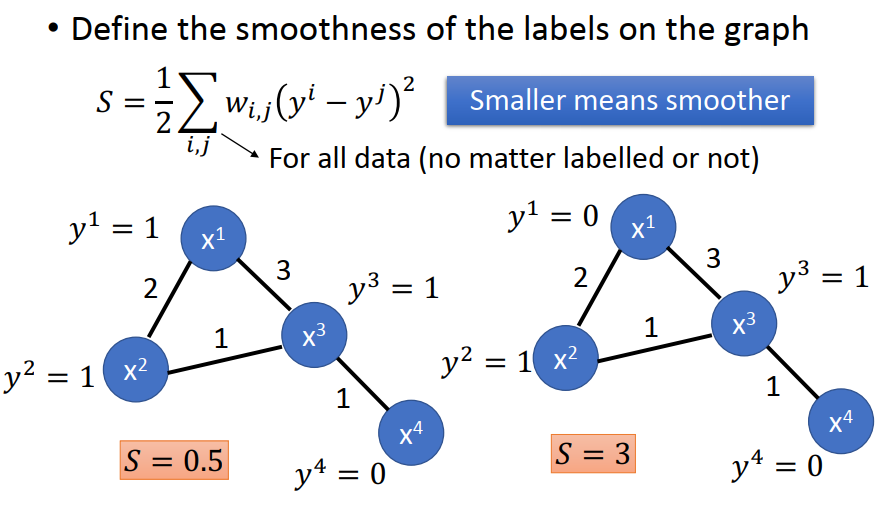 • Define the smoothness of the labels on the graph
S = 1/2 ∑_{i,j} w_{i,j}(y^i − y^j)^2
Smaller means smoother
For all data (no matter labelled or not)
y^1 = 1
x^1
2
3
y^3 = 1
1
x^3
y^2 = 1
x^2
1
x^4
S = 0.5
y^4 = 0
y^1 = 0
x^1
2
3
y^3 = 1
1
x^3
y^2 = 1
x^2
1
x^4
S = 3
y^4 = 0